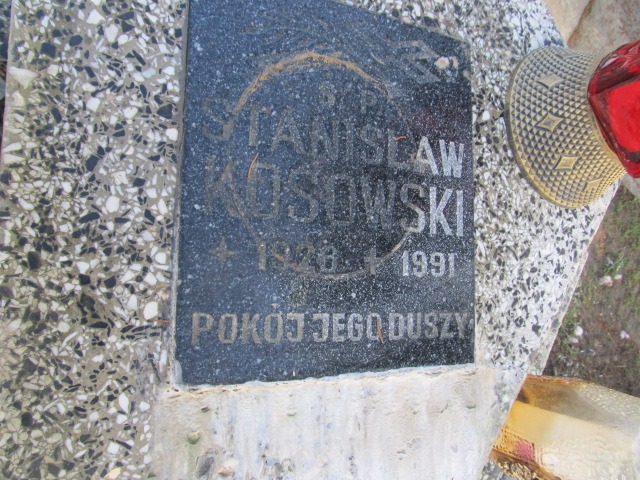 Ś.P.
STANISŁAW
KOSOWSKI
+ 1928 + 1991
POKÓJ JEGO DUSZY